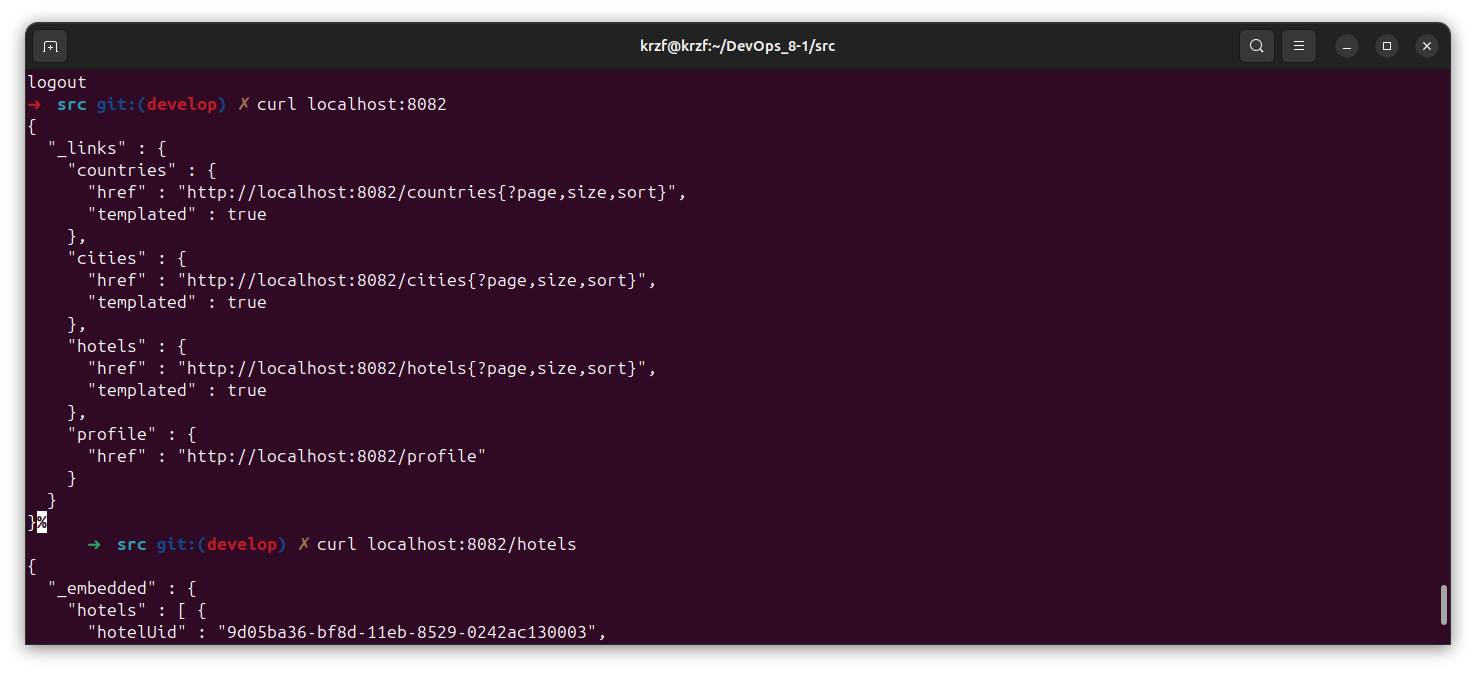 krzf@krzf:~/DevOps_8-1/src
logout
➜  src git:(develop) ✗ curl localhost:8082
{
  "_links" : {
    "countries" : {
      "href" : "http://localhost:8082/countries{?page,size,sort}",
      "templated" : true
    },
    "cities" : {
      "href" : "http://localhost:8082/cities{?page,size,sort}",
      "templated" : true
    },
    "hotels" : {
      "href" : "http://localhost:8082/hotels{?page,size,sort}",
      "templated" : true
    },
    "profile" : {
      "href" : "http://localhost:8082/profile"
    }
  }
}%
      ➜  src git:(develop) ✗ curl localhost:8082/hotels
{
  "_embedded" : {
    "hotels" : [ {
      "hotelUid" : "9d05ba36-bf8d-11eb-8529-0242ac130003",